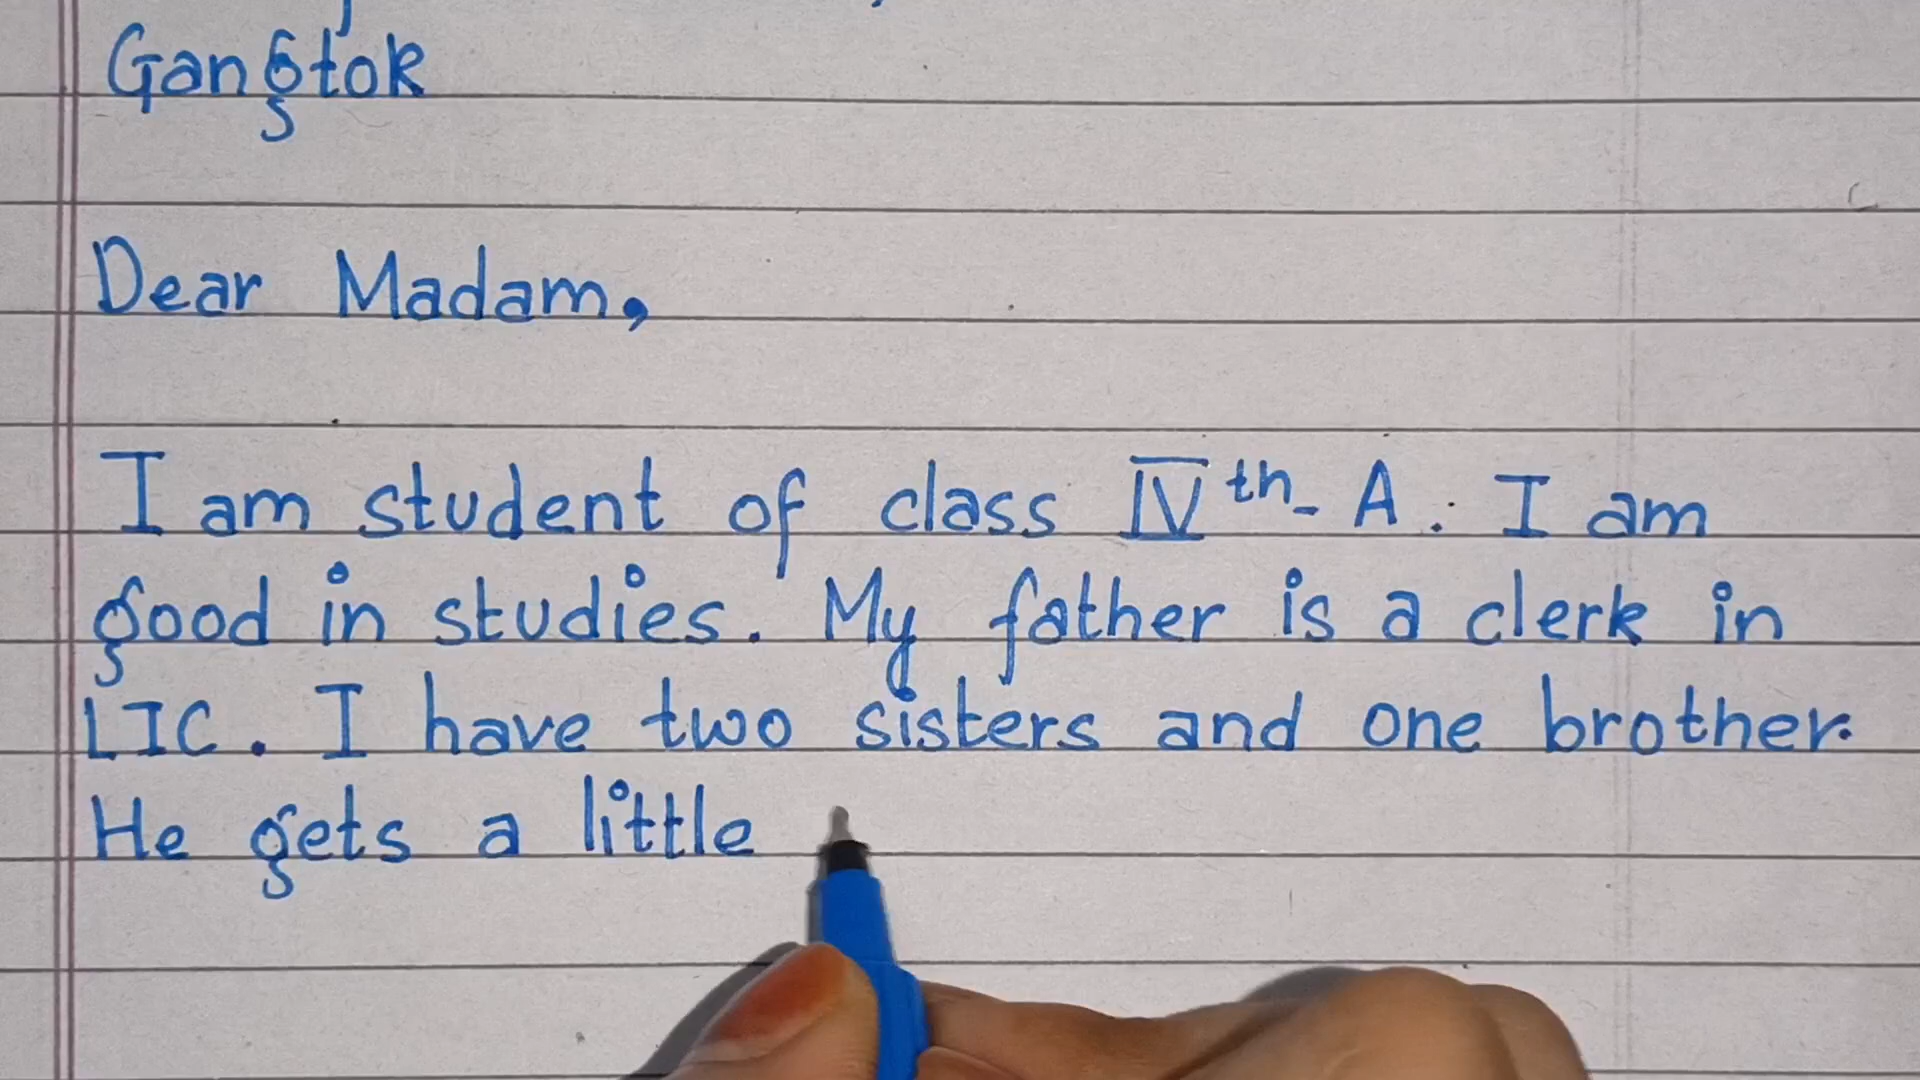 Gangtok
Dear Madam,
I am student of class IVth- A. I am
good in studies. My father is a clerk in
LIC. I have two sisters and one brother.
He gets a little